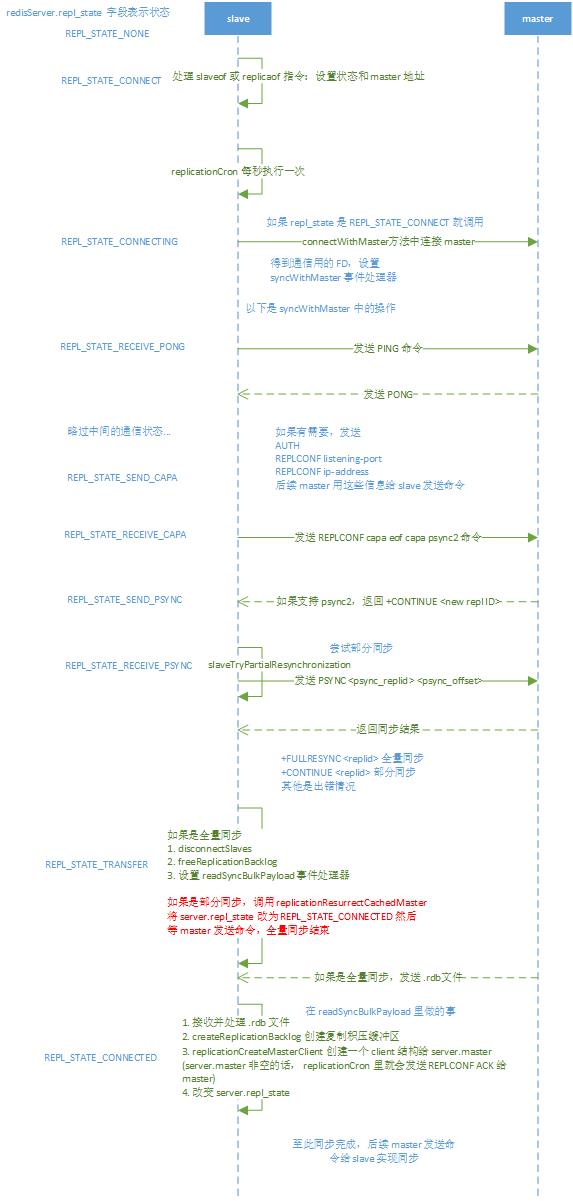 redisServer.repl_state 字段表示状态
slave
master
REPL_STATE_NONE
REPL_STATE_CONNECT
处理 slaveof 或 replicaof 指令：设置状态和 master 地址
replicationCron 每秒执行一次
如果 repl_state 是 REPL_STATE_CONNECT 就调用
REPL_STATE_CONNECTING
connectWithMaster方法中连接 master
得到通信用的 FD，设置
syncWithMaster 事件处理器
以下是 syncWithMaster 中的操作
REPL_STATE_RECEIVE_PONG
发送 PING 命令
发送 PONG
略过中间的通信状态...
如果有需要，发送
AUTH
REPLCONF listening-port
REPLCONF ip-address
后续 master 用这些信息给 slave 发送命令
REPL_STATE_SEND_CAPA
REPL_STATE_RECEIVE_CAPA
发送 REPLCONF capa eof capa psync2 命令
REPL_STATE_SEND_PSYNC
如果支持 psync2，返回 +CONTINUE <new repl ID>
尝试部分同步
REPL_STATE_RECEIVE_PSYNC
slaveTryPartialResynchronization
发送 PSYNC <psync_replid> <psync_offset>
返回同步结果
+FULLRESYNC <replid> 全量同步
+CONTINUE <replid> 部分同步
其他是出错情况
如果是全量同步
1. disconnectSlaves
2. freeReplicationBacklog
3. 设置 readSyncBulkPayload 事件处理器
REPL_STATE_TRANSFER
如果是部分同步，调用 replicationResurrectCachedMaster
将 server.repl_state 改为 REPL_STATE_CONNECTED 然后
等 master 发送命令，全量同步结束
如果是全量同步，发送 .rdb文件
在 readSyncBulkPayload 里做的事
1. 接收并处理 .rdb 文件
2. createReplicationBacklog 创建复制积压缓冲区
3. replicationCreateMasterClient 创建一个 client 结构给 server.master
(server.master 非空的话， replicationCron 里就会发送 REPLCONF ACK 给
master)
4. 改变 server.repl_state
REPL_STATE_CONNECTED
至此同步完成，后续 master 发送命
令给 slave 实现同步